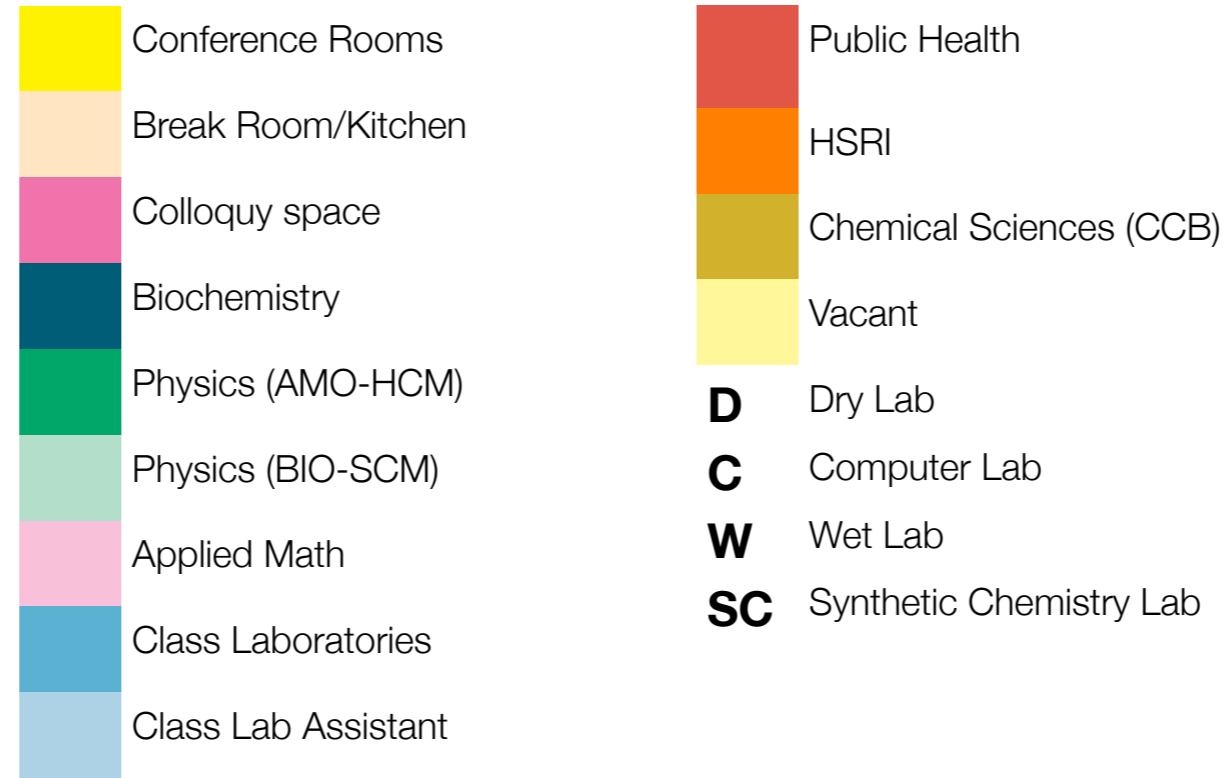 Conference Rooms
Break Room/Kitchen
Colloquy space
Biochemistry
Physics (AMO-HCM)
Physics (BIO-SCM)
Applied Math
Class Laboratories
Class Lab Assistant
Public Health
HSRI
Chemical Sciences (CCB)
Vacant
D Dry Lab
C Computer Lab
W Wet Lab
SC Synthetic Chemistry Lab